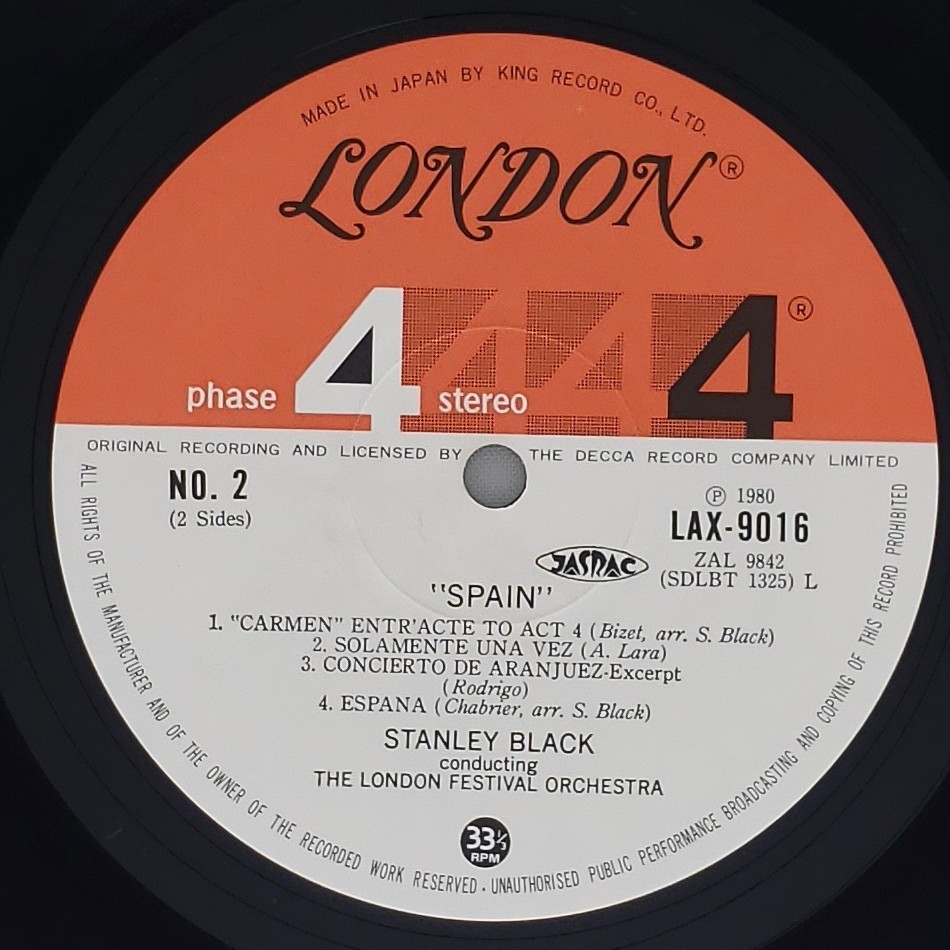 MADE IN JAPAN BY KING RECORD CO., LTD.
LONDON®
phase 4 stereo 4 4 4®
ORIGINAL RECORDING AND LICENSED BY THE DECCA RECORD COMPANY LIMITED
NO. 2
(2 Sides)
Ⓟ 1980
LAX-9016
ZAL 9842
(SDLBT 1325) L
JASRAC
"SPAIN"
1. "CARMEN" ENTR'ACTE TO ACT 4 (Bizet, arr. S. Black)
2. SOLAMENTE UNA VEZ (A. Lara)
3. CONCIERTO DE ARANJUEZ-Excerpt
(Rodrigo)
4. ESPANA (Chabrier, arr. S. Black)
STANLEY BLACK
conducting
THE LONDON FESTIVAL ORCHESTRA
33⅓
RPM
ALL RIGHTS OF THE MANUFACTURER AND OF THE OWNER OF THE RECORDED WORK RESERVED · UNAUTHORISED PUBLIC PERFORMANCE BROADCASTING AND COPYING OF THIS RECORD PROHIBITED